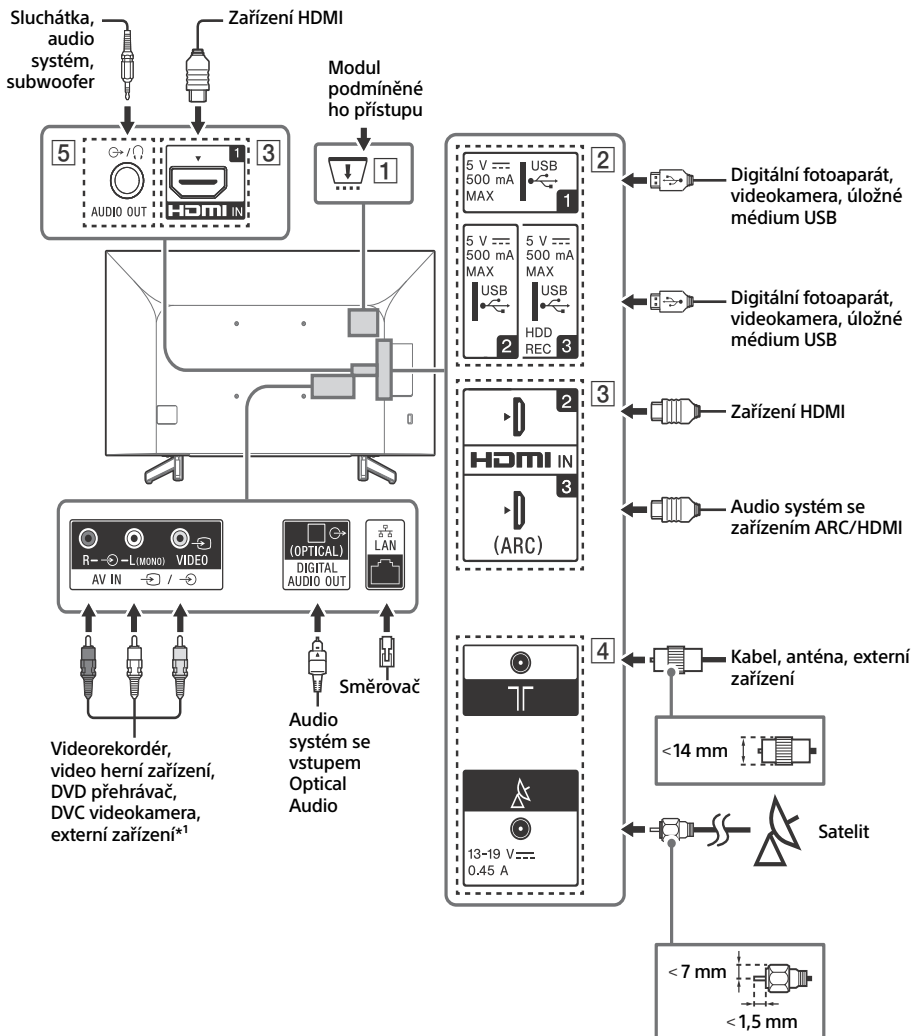 Sluchátka,
audio
systém,
subwoofer
Zařízení HDMI
Modul
podmíněné
ho přístupu
5
AUDIO OUT
1
HDMI IN
3
1
5 V
500 mA
MAX
USB
1
2
Digitální fotoaparát,
videokamera, úložné
médium USB
5 V
500 mA
MAX
USB
2
5 V
500 mA
MAX
USB
HDD
REC 3
Digitální fotoaparát,
videokamera, úložné
médium USB
2
3
Zařízení HDMI
HDMI IN
3
(ARC)
Audio systém se
zařízením ARC/HDMI
R- -L(MONO) VIDEO
AV IN /
(OPTICAL)
DIGITAL
AUDIO OUT
LAN
Směrovač
Audio
systém se
vstupem
Optical
Audio
Videorekordér,
video herní zařízení,
DVD přehrávač,
DVC videokamera,
externí zařízení*1
4
Kabel, anténa, externí
zařízení
<14 mm
13-19 V
0.45 A
Satelit
<7 mm
<1,5 mm